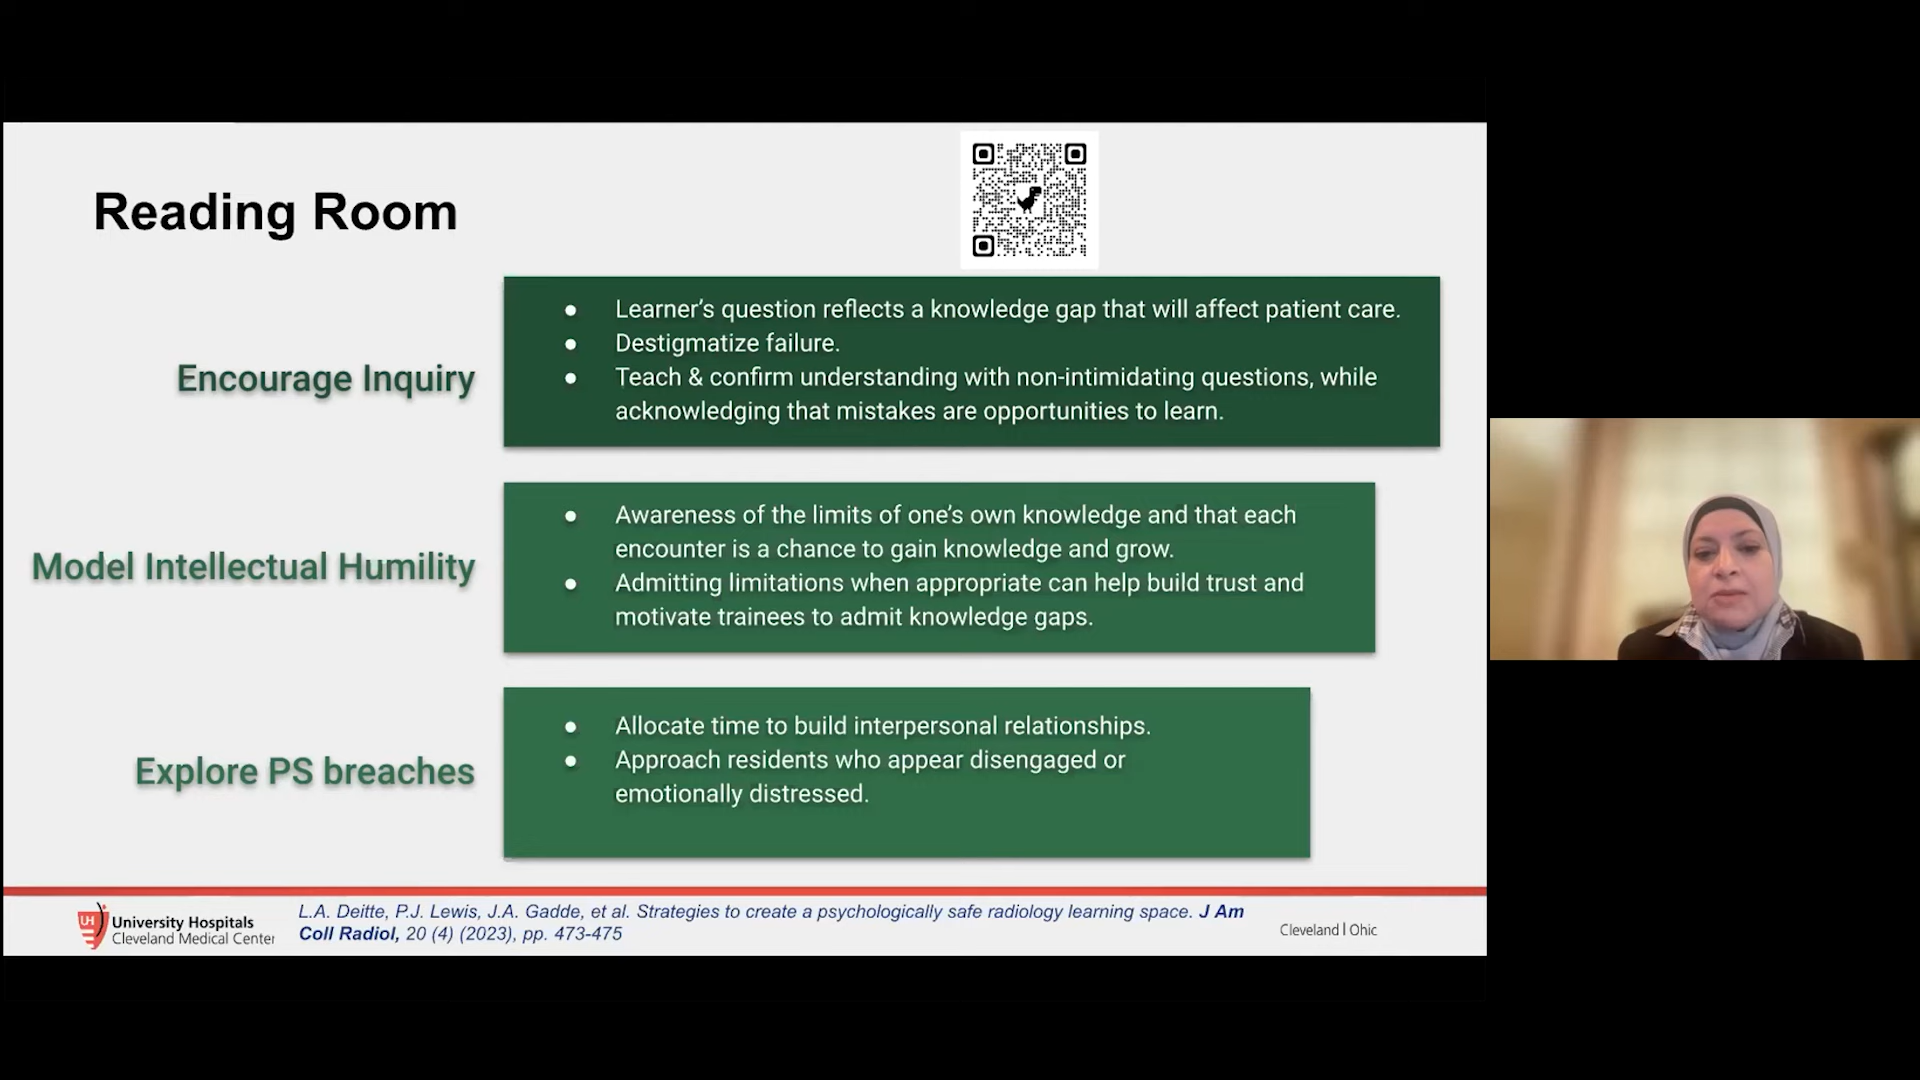 Reading Room
Encourage Inquiry
● Learner’s question reflects a knowledge gap that will affect patient care.
● Destigmatize failure.
● Teach & confirm understanding with non-intimidating questions, while
acknowledging that mistakes are opportunities to learn.
Model Intellectual Humility
● Awareness of the limits of one’s own knowledge and that each
encounter is a chance to gain knowledge and grow.
● Admitting limitations when appropriate can help build trust and
motivate trainees to admit knowledge gaps.
Explore PS breaches
● Allocate time to build interpersonal relationships.
● Approach residents who appear disengaged or
emotionally distressed.
UH
University Hospitals
Cleveland Medical Center
L.A. Deitte, P.J. Lewis, J.A. Gadde, et al. Strategies to create a psychologically safe radiology learning space. J Am
Coll Radiol, 20 (4) (2023), pp. 473-475
Cleveland | Ohic